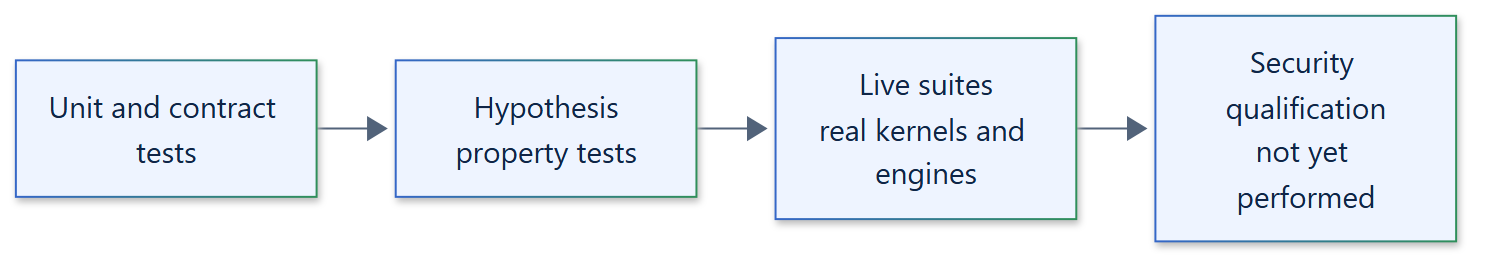 Unit and contract
tests
Hypothesis
property tests
Live suites
real kernels and
engines
Security
qualification
not yet
performed